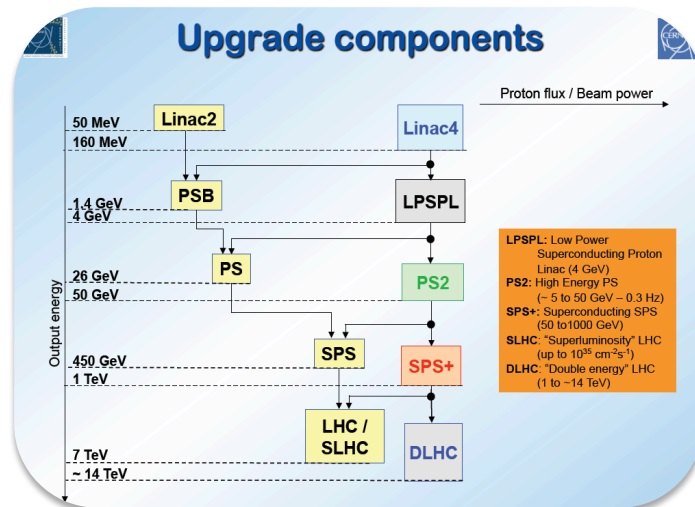 Upgrade components
CERN
Proton flux / Beam power
Output energy
50 MeV
160 MeV
1.4 GeV
4 GeV
26 GeV
50 GeV
450 GeV
1 TeV
7 TeV
~ 14 TeV
Linac2
Linac4
PSB
LPSPL
PS
PS2
SPS
SPS+
LHC /
SLHC
DLHC
LPSPL: Low Power
Superconducting Proton
Linac (4 GeV)
PS2: High Energy PS
(~ 5 to 50 GeV – 0.3 Hz)
SPS+: Superconducting SPS
(50 to1000 GeV)
SLHC: "Superluminosity" LHC
(up to 10³⁵ cm⁻²s⁻¹)
DLHC: "Double energy" LHC
(1 to ~14 TeV)